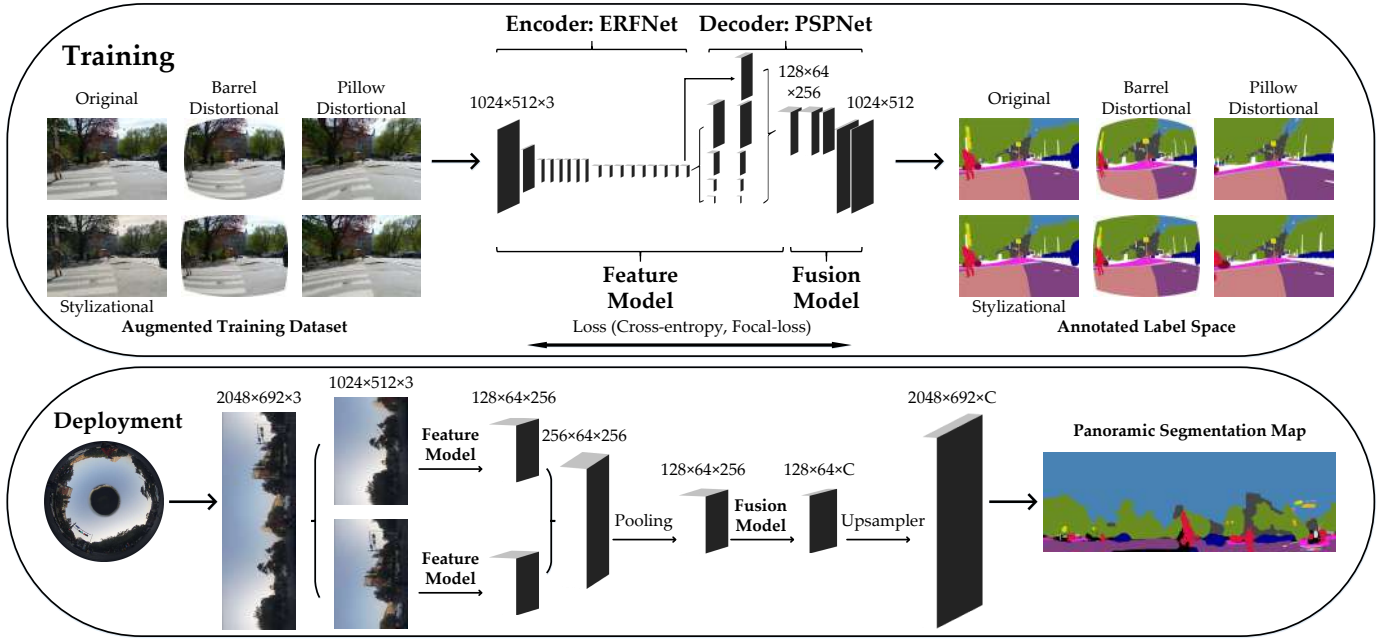 Training
Encoder: ERFNet
Decoder: PSPNet
Original
Barrel
Distortional
Pillow
Distortional
1024×512×3
128×64
×256
1024×512
Original
Barrel
Distortional
Pillow
Distortional
Stylizational
Augmented Training Dataset
Feature
Model
Fusion
Model
Loss (Cross-entropy, Focal-loss)
Stylizational
Annotated Label Space
Deployment
2048×692×3
1024×512×3
Feature
Model
Feature
Model
128×64×256
256×64×256
Pooling
128×64×256
Fusion
Model
128×64×C
Upsampler
2048×692×C
Panoramic Segmentation Map